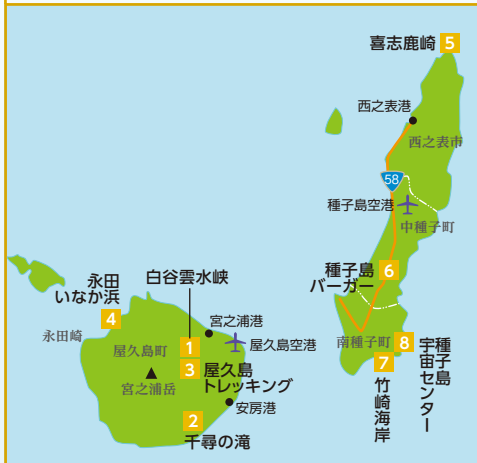 喜志鹿崎 5
西之表港
西之表市
58
種子島空港
中種子町
種子島
バーガー
6
永田
いなか浜
4
白谷雲水峡
宮之浦港
永田崎
屋久島町
1
屋久島空港
3
屋久島
トレッキング
宮之浦岳
安房港
2
千尋の滝
南種子町
8
種子島
宇宙センター
7
竹崎海岸